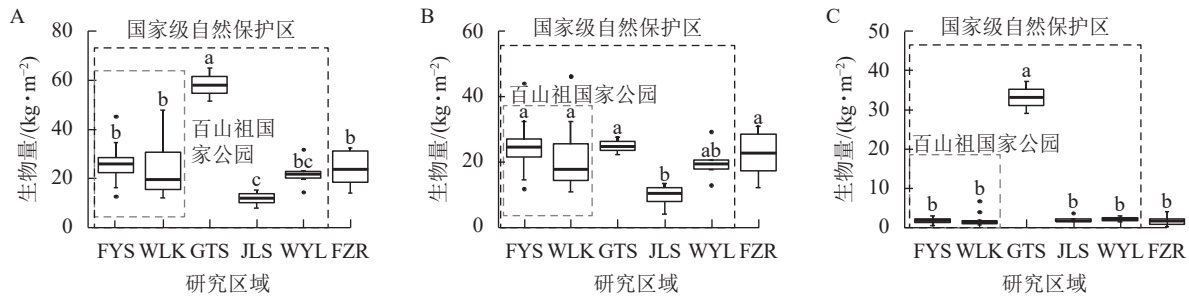 A
国家级自然保护区
80
60
40
20
0
生物量/(kg·m⁻²)
a
b
b
b
bc
c
百山祖国
家公园
FYS WLK GTS JLS WYL FZR
研究区域
B
国家级自然保护区
60
40
20
0
生物量/(kg·m⁻²)
百山祖国家公园
a
a
a
a
ab
b
FYS WLK GTS JLS WYL FZR
研究区域
C
国家级自然保护区
50
40
30
20
10
0
生物量/(kg·m⁻²)
a
百山祖国家公园
b
b
b
b
b
FYS WLK GTS JLS WYL FZR
研究区域